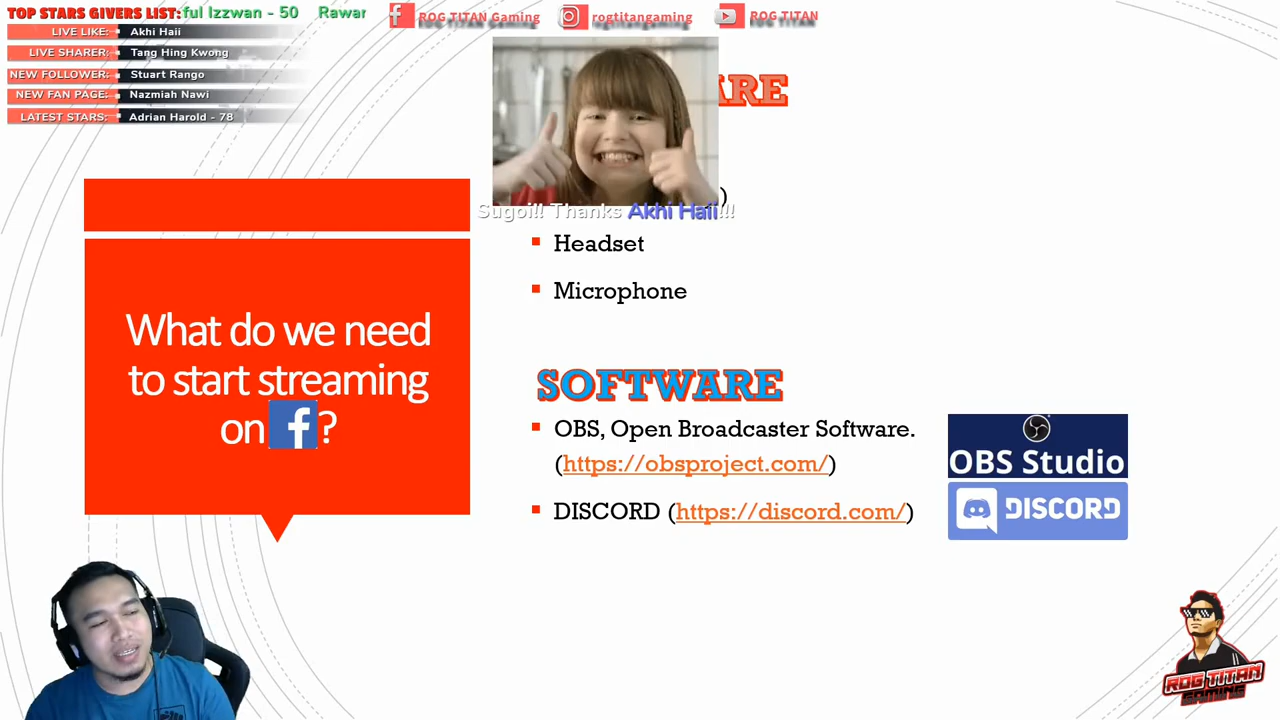 TOP STARS GIVERS LIST: ful Izzwan - 50 Rawar
LIVE LIKE: Akhi Haii
LIVE SHARER: Tang Hing Kwong
NEW FOLLOWER: Stuart Rango
NEW FAN PAGE: Nazmiah Nawi
LATEST STARS: Adrian Harold - 78
ROG TITAN Gaming
rogtitangaming
ROG TITAN
ARE
)
Sugoi!! Thanks Akhi Haii!!!
Headset
Microphone
What do we need
to start streaming
on f?
SOFTWARE
OBS, Open Broadcaster Software.
(https://obsproject.com/)
DISCORD (https://discord.com/)
OBS Studio
DISCORD
ROG TITAN
GAMING